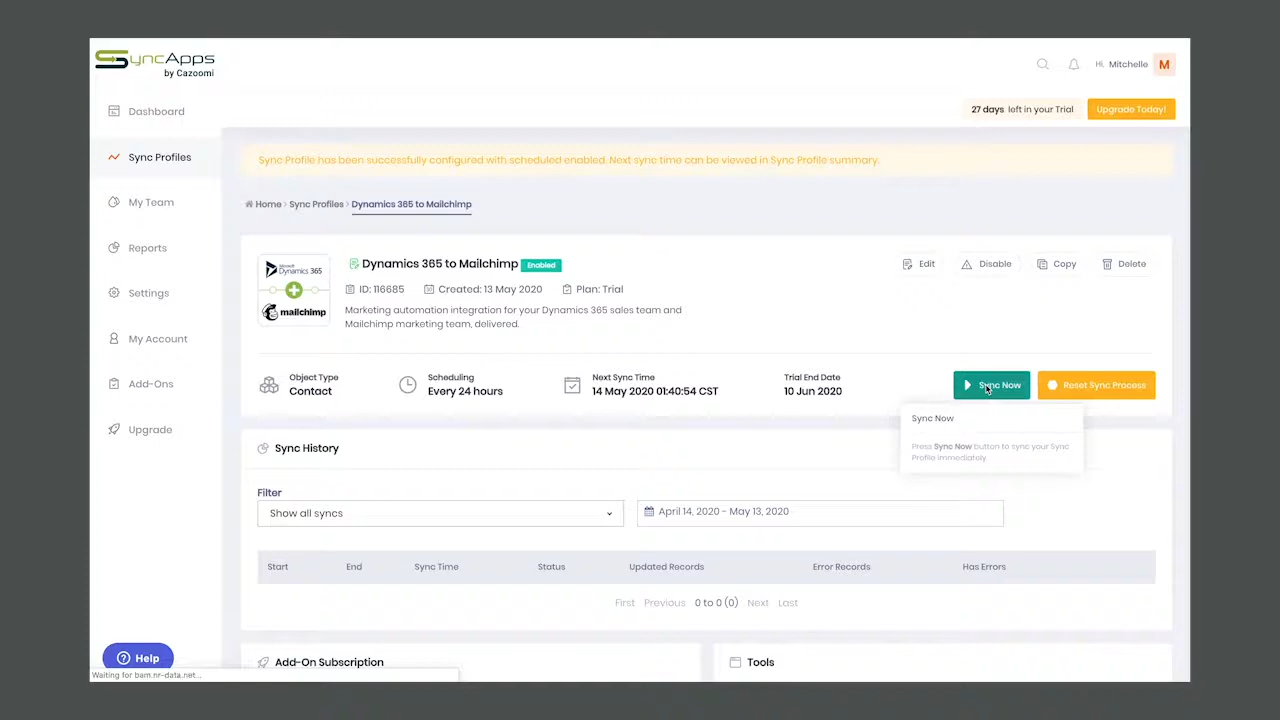 SyncApps
by Cazoomi
Hi, Mitchelle
M
Dashboard
27 days left in your Trial
Upgrade Today!
Sync Profiles
My Team
Reports
Settings
My Account
Add-Ons
Upgrade
Sync Profile has been successfully configured with scheduled enabled. Next sync time can be viewed in Sync Profile summary.
Home › Sync Profiles › Dynamics 365 to Mailchimp
Microsoft
Dynamics 365
mailchimp
Dynamics 365 to Mailchimp Enabled
Edit
Disable
Copy
Delete
ID: 116685
Created: 13 May 2020
Plan: Trial
Marketing automation integration for your Dynamics 365 sales team and
Mailchimp marketing team, delivered.
Object Type
Contact
Scheduling
Every 24 hours
Next Sync Time
14 May 2020 01:40:54 CST
Trial End Date
10 Jun 2020
Sync Now
Reset Sync Process
Sync Now
Press Sync Now button to sync your Sync
Profile immediately
Sync History
Filter
Show all syncs
April 14, 2020 - May 13, 2020
Start End Sync Time Status Updated Records Error Records Has Errors
First Previous 0 to 0 (0) Next Last
Add-On Subscription
Tools
Help
Waiting for bam.nr-data.net...